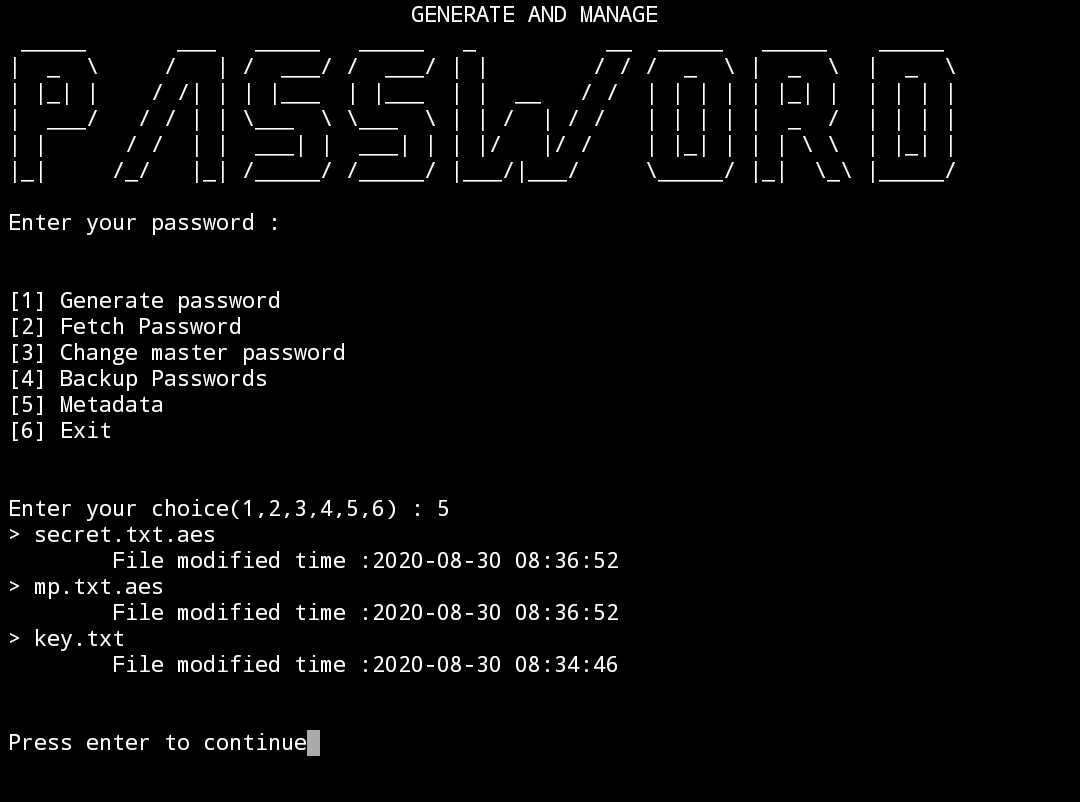 GENERATE AND MANAGE
PASSWORD
Enter your password :
[1] Generate password
[2] Fetch Password
[3] Change master password
[4] Backup Passwords
[5] Metadata
[6] Exit
Enter your choice(1,2,3,4,5,6) : 5
> secret.txt.aes
File modified time :2020-08-30 08:36:52
> mp.txt.aes
File modified time :2020-08-30 08:36:52
> key.txt
File modified time :2020-08-30 08:34:46
Press enter to continue